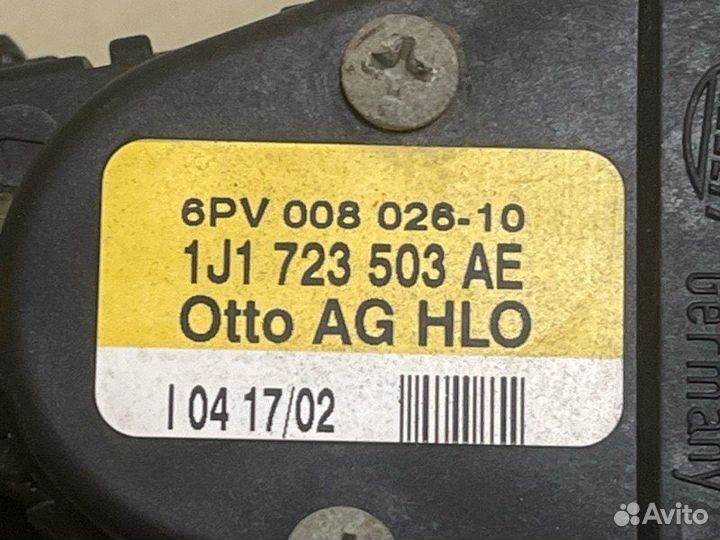 6PV 008 026-10
1J1 723 503 AE
Otto AG HLO
I 04 17/02
Germany
Avito